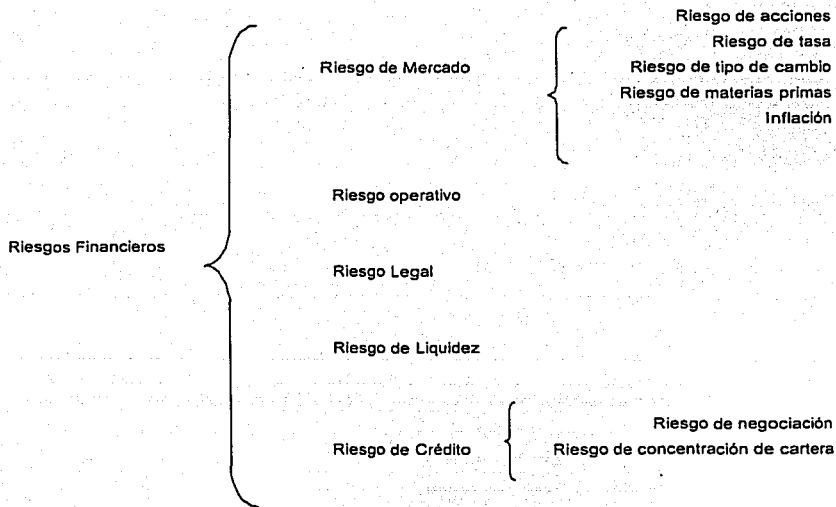 Riesgos Financieros
Riesgo de Mercado
Riesgo de acciones
Riesgo de tasa
Riesgo de tipo de cambio
Riesgo de materias primas
Inflación
Riesgo operativo
Riesgo Legal
Riesgo de Liquidez
Riesgo de Crédito
Riesgo de negociación
Riesgo de concentración de cartera